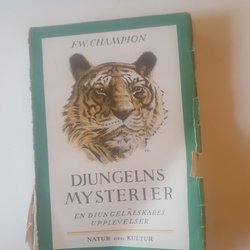 F.W. CHAMPION
DJUNGELNS
MYSTERIER
EN DJUNGELÄLSKARES
UPPLEVELSER
NATUR OCH KULTUR